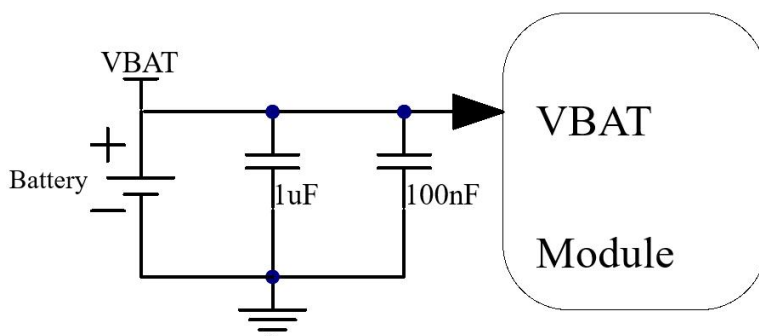 VBAT
+
Battery
−
1uF
100nF
VBAT
Module